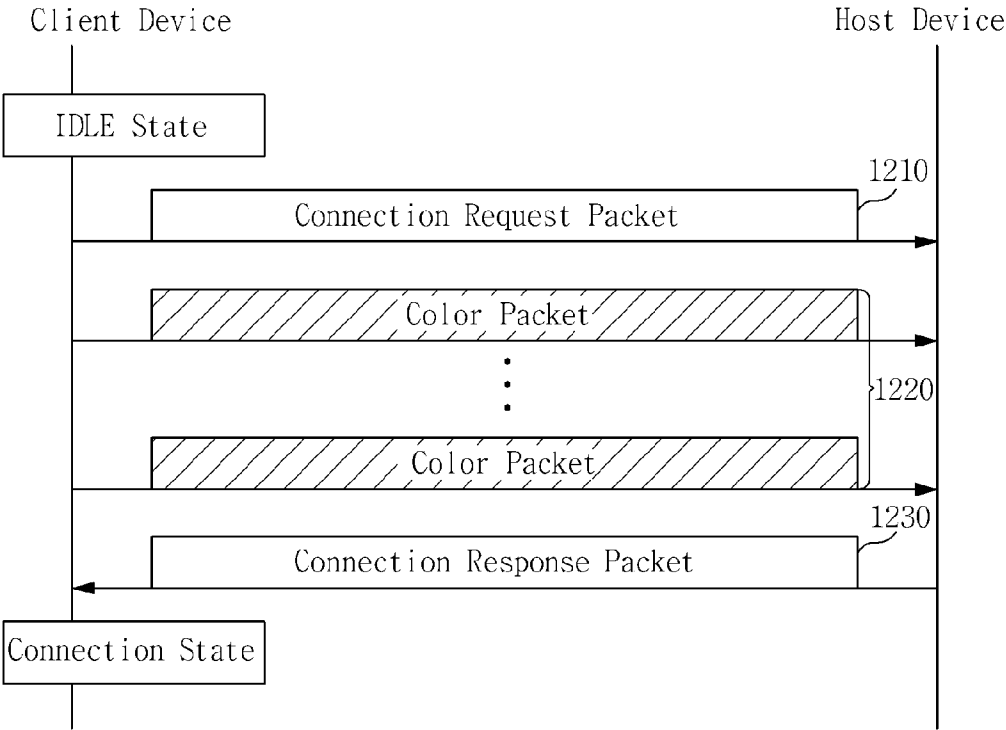 Client Device
Host Device
IDLE State
1210
Connection Request Packet
Color Packet
1220
Color Packet
1230
Connection Response Packet
Connection State